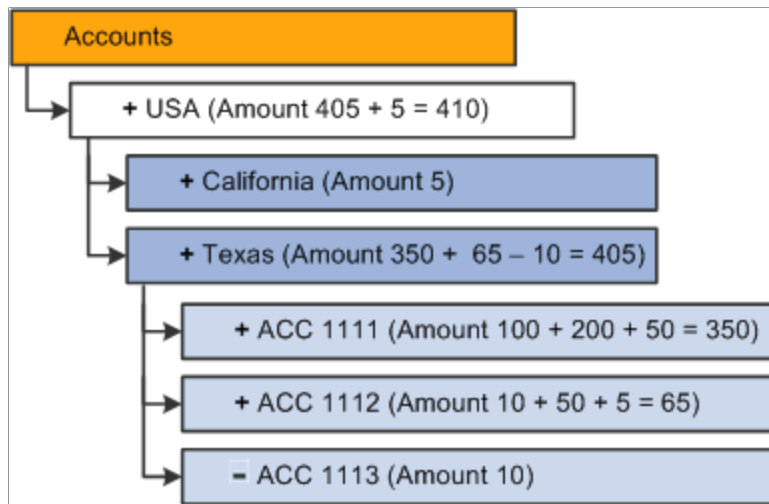 Accounts
+ USA (Amount 405 + 5 = 410)
+ California (Amount 5)
+ Texas (Amount 350 + 65 – 10 = 405)
+ ACC 1111 (Amount 100 + 200 + 50 = 350)
+ ACC 1112 (Amount 10 + 50 + 5 = 65)
- ACC 1113 (Amount 10)